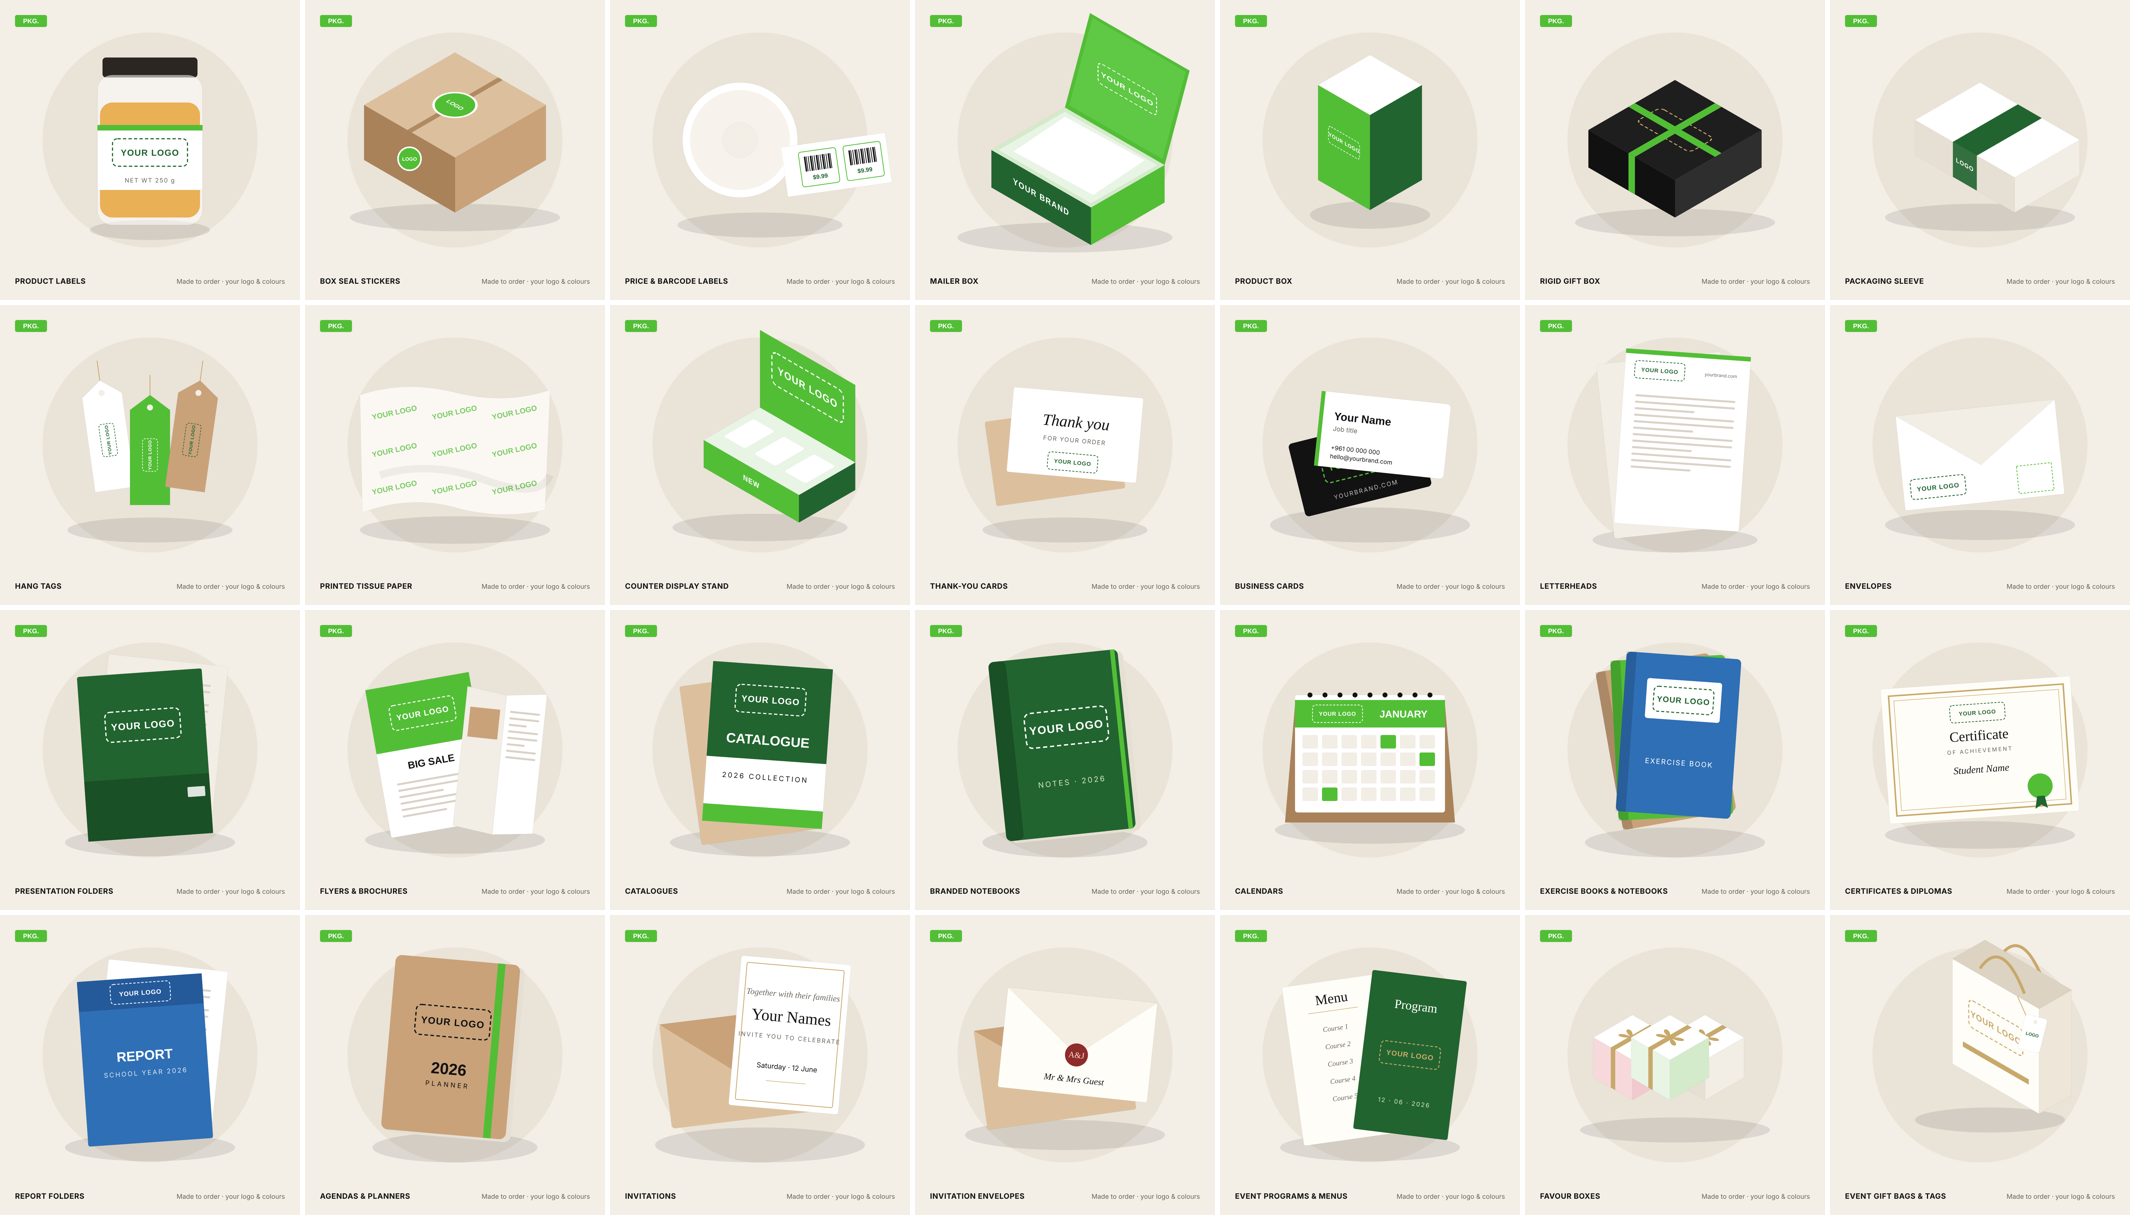 PKG.
YOUR LOGO
NET WT 250 g
PRODUCT LABELS
Made to order · your logo & colours
PKG.
LOGO
LOGO
BOX SEAL STICKERS
Made to order · your logo & colours
PKG.
$9.99
$9.99
PRICE & BARCODE LABELS
Made to order · your logo & colours
PKG.
YOUR LOGO
YOUR BRAND
MAILER BOX
Made to order · your logo & colours
PKG.
YOUR LOGO
PRODUCT BOX
Made to order · your logo & colours
PKG.
RIGID GIFT BOX
Made to order · your logo & colours
PKG.
LOGO
PACKAGING SLEEVE
Made to order · your logo & colours
PKG.
YOUR LOGO
YOUR LOGO
YOUR LOGO
HANG TAGS
Made to order · your logo & colours
PKG.
YOUR LOGO YOUR LOGO YOUR LOGO
YOUR LOGO YOUR LOGO YOUR LOGO
YOUR LOGO YOUR LOGO YOUR LOGO
PRINTED TISSUE PAPER
Made to order · your logo & colours
PKG.
YOUR LOGO
NEW
COUNTER DISPLAY STAND
Made to order · your logo & colours
PKG.
Thank you
FOR YOUR ORDER
YOUR LOGO
THANK-YOU CARDS
Made to order · your logo & colours
PKG.
Your Name
Job title
+961 00 000 000
hello@yourbrand.com
YOURBRAND.COM
BUSINESS CARDS
Made to order · your logo & colours
PKG.
YOUR LOGO
yourbrand.com
LETTERHEADS
Made to order · your logo & colours
PKG.
YOUR LOGO
ENVELOPES
Made to order · your logo & colours
PKG.
YOUR LOGO
PRESENTATION FOLDERS
Made to order · your logo & colours
PKG.
YOUR LOGO
BIG SALE
FLYERS & BROCHURES
Made to order · your logo & colours
PKG.
YOUR LOGO
CATALOGUE
2026 COLLECTION
CATALOGUES
Made to order · your logo & colours
PKG.
YOUR LOGO
NOTES · 2026
BRANDED NOTEBOOKS
Made to order · your logo & colours
PKG.
YOUR LOGO
JANUARY
CALENDARS
Made to order · your logo & colours
PKG.
YOUR LOGO
EXERCISE BOOK
EXERCISE BOOKS & NOTEBOOKS
Made to order · your logo & colours
PKG.
YOUR LOGO
Certificate
OF ACHIEVEMENT
Student Name
CERTIFICATES & DIPLOMAS
Made to order · your logo & colours
PKG.
YOUR LOGO
REPORT
SCHOOL YEAR 2026
REPORT FOLDERS
Made to order · your logo & colours
PKG.
YOUR LOGO
2026
PLANNER
AGENDAS & PLANNERS
Made to order · your logo & colours
PKG.
Together with their families
Your Names
INVITE YOU TO CELEBRATE
Saturday · 12 June
INVITATIONS
Made to order · your logo & colours
PKG.
A&J
Mr & Mrs Guest
INVITATION ENVELOPES
Made to order · your logo & colours
PKG.
Menu
Course 1
Course 2
Course 3
Course 4
Course 5
Program
YOUR LOGO
12 · 06 · 2026
EVENT PROGRAMS & MENUS
Made to order · your logo & colours
PKG.
FAVOUR BOXES
Made to order · your logo & colours
PKG.
YOUR LOGO
LOGO
EVENT GIFT BAGS & TAGS
Made to order · your logo & colours